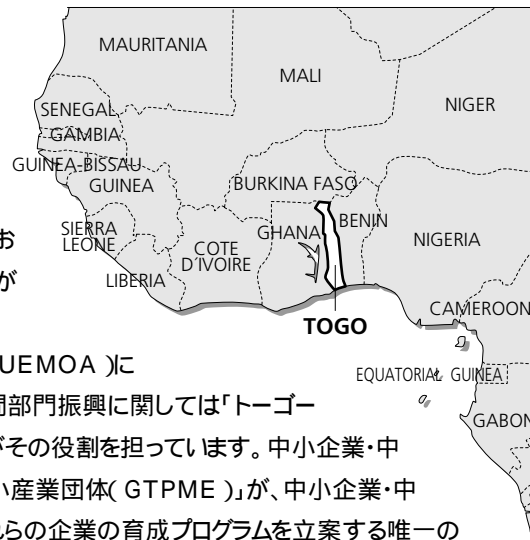 MAURITANIA
MALI
NIGER
SENEGAL
GAMBIA
GUINEA-BISSAU
GUINEA
BURKINA FASO
BENIN
GHANA
NIGERIA
SIERRA
LEONE
COTE
D'IVOIRE
LIBERIA
CAMEROON
TOGO
EQUATORIAL GUINEA
GABON
お
が
UEMOA )に
部門振興に関しては「トーゴー
がその役割を担っています。中小企業・中
小産業団体( GTPME )」が、中小企業・中
れらの企業の育成プログラムを立案する唯一の